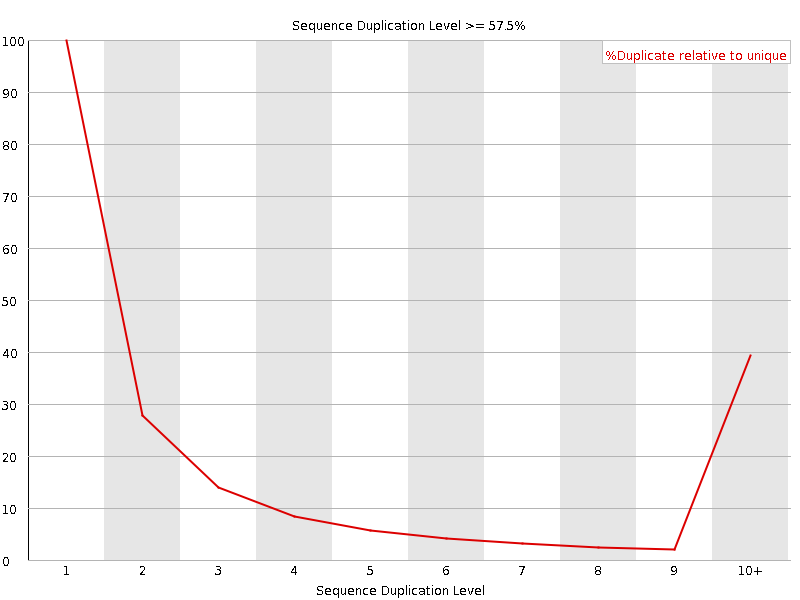 Sequence Duplication Level >= 57.5%
%Duplicate relative to unique
100
90
80
70
60
50
40
30
20
10
0
1 2 3 4 5 6 7 8 9 10+
Sequence Duplication Level